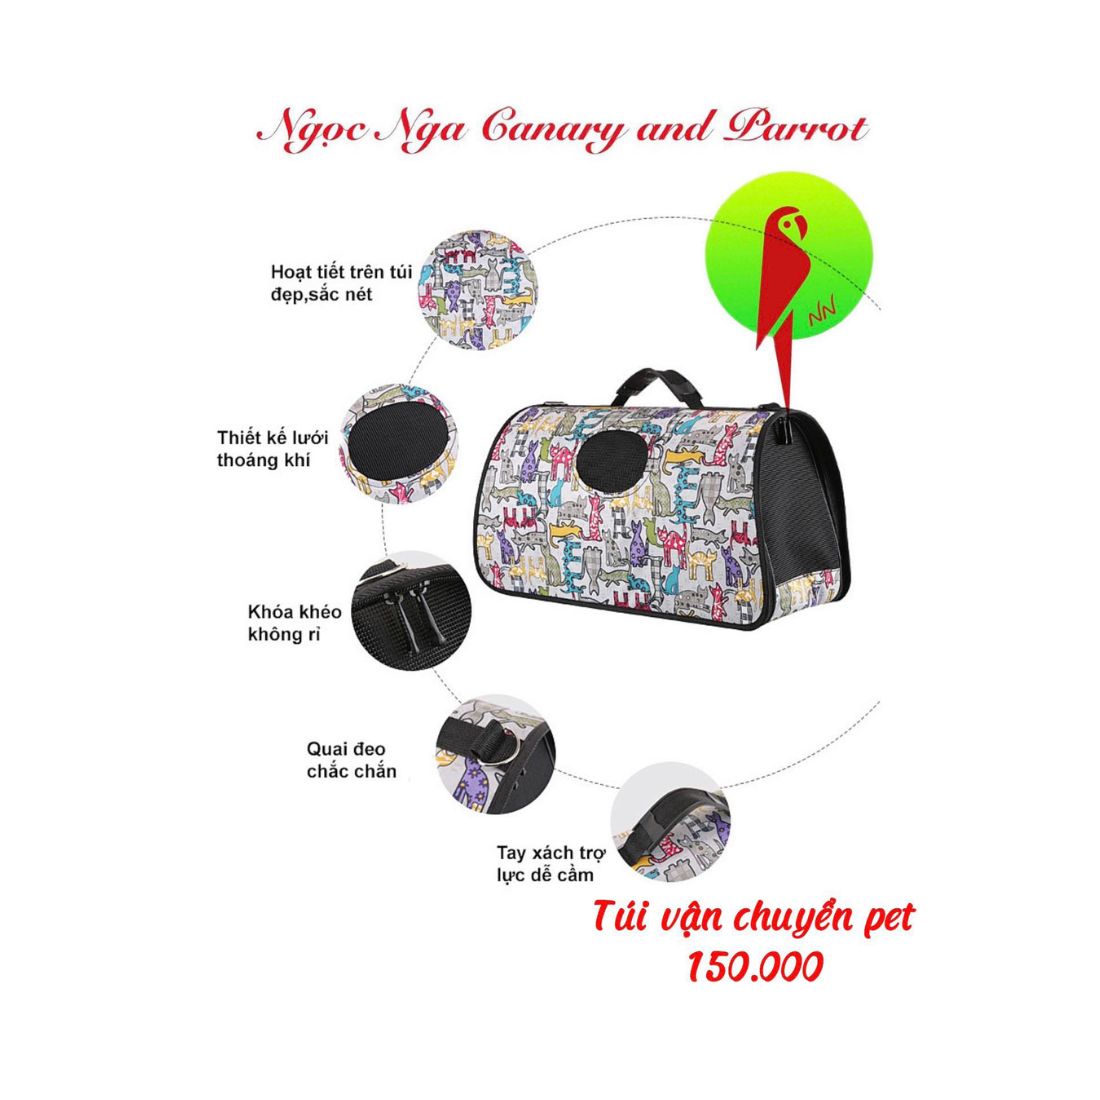 Ngọc Nga Canary and Parrot
NN
Hoạt tiết trên túi
đẹp,sắc nét
Thiết kế lưới
thoáng khí
Khóa khéo
không rỉ
Quai đeo
chắc chắn
Tay xách trợ
lực dễ cầm
Túi vận chuyển pet
150.000